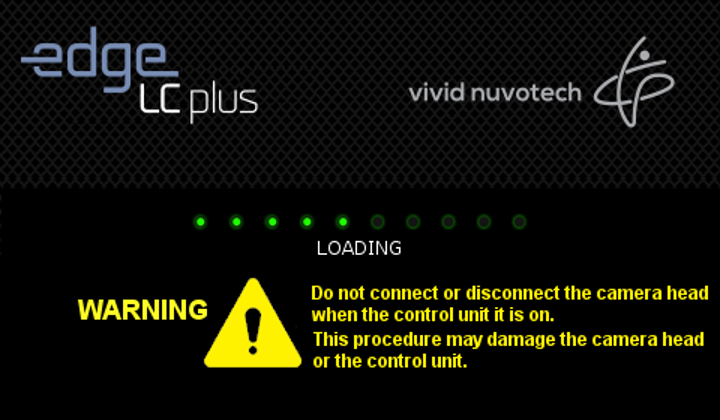 edge
LC plus
vivid nuvotech
LOADING
WARNING
Do not connect or disconnect the camera head
when the control unit it is on.
This procedure may damage the camera head
or the control unit.